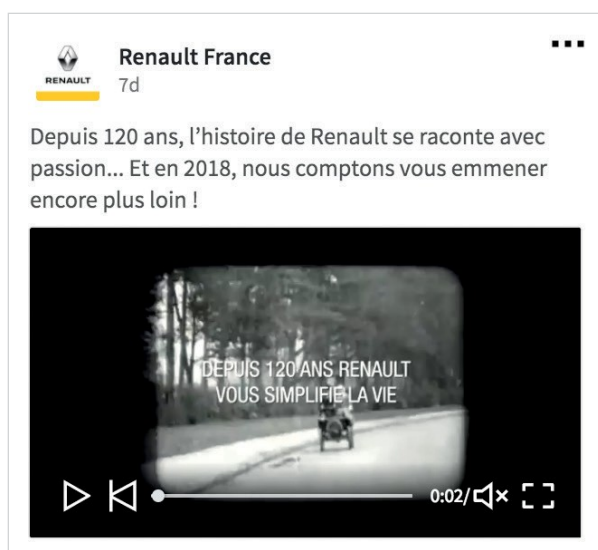 RENAULT
Renault France
7d
Depuis 120 ans, l’histoire de Renault se raconte avec
passion... Et en 2018, nous comptons vous emmener
encore plus loin !
DEPUIS 120 ANS RENAULT
VOUS SIMPLIFIE LA VIE
0:02/